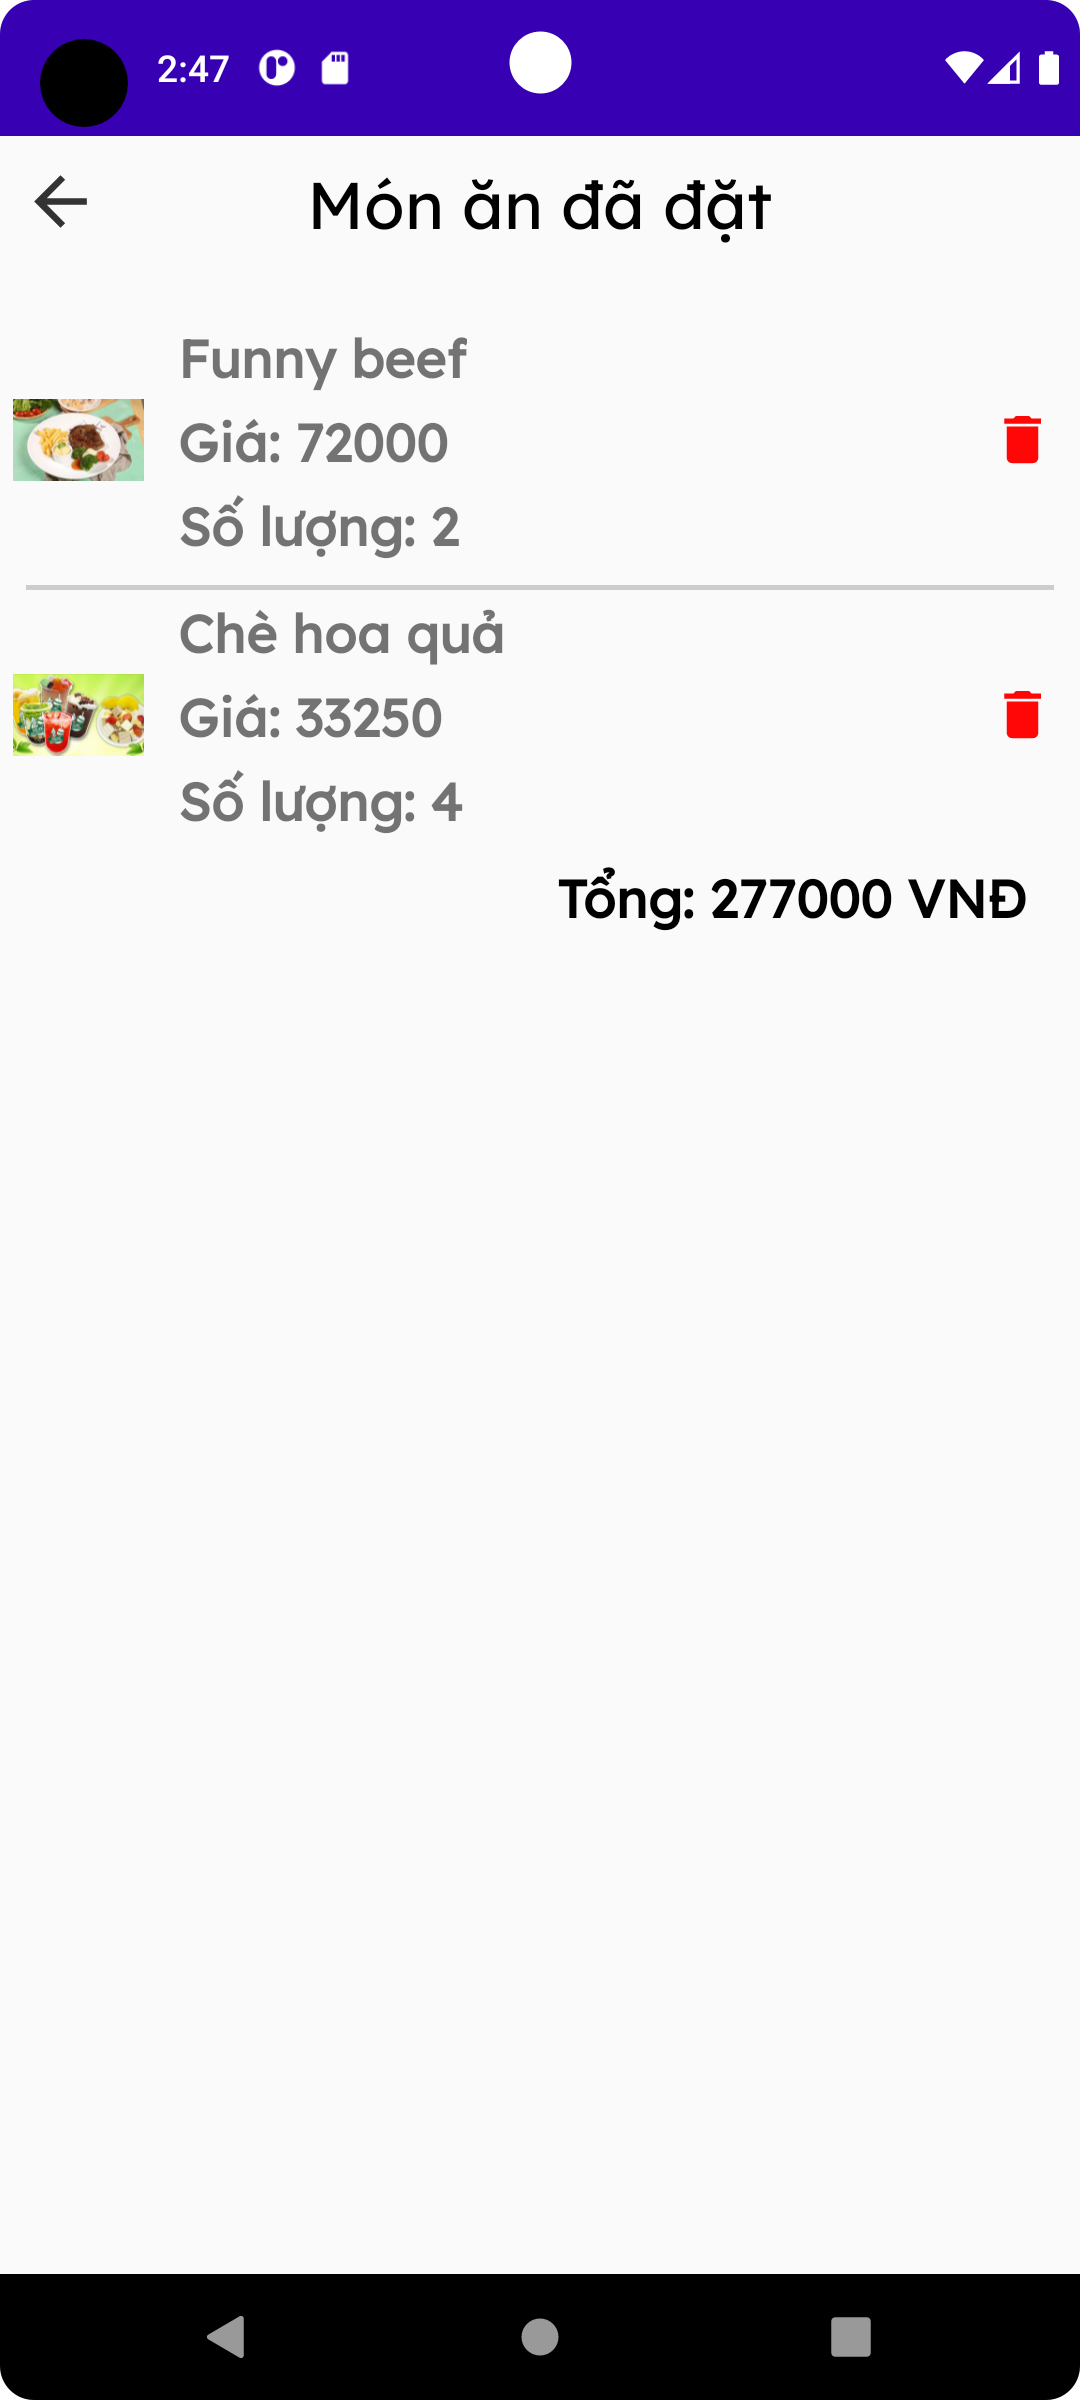 2:47
Món ăn đã đặt
Funny beef
Giá: 72000
Số lượng: 2
Chè hoa quả
Giá: 33250
Số lượng: 4
Tổng: 277000 VNĐ